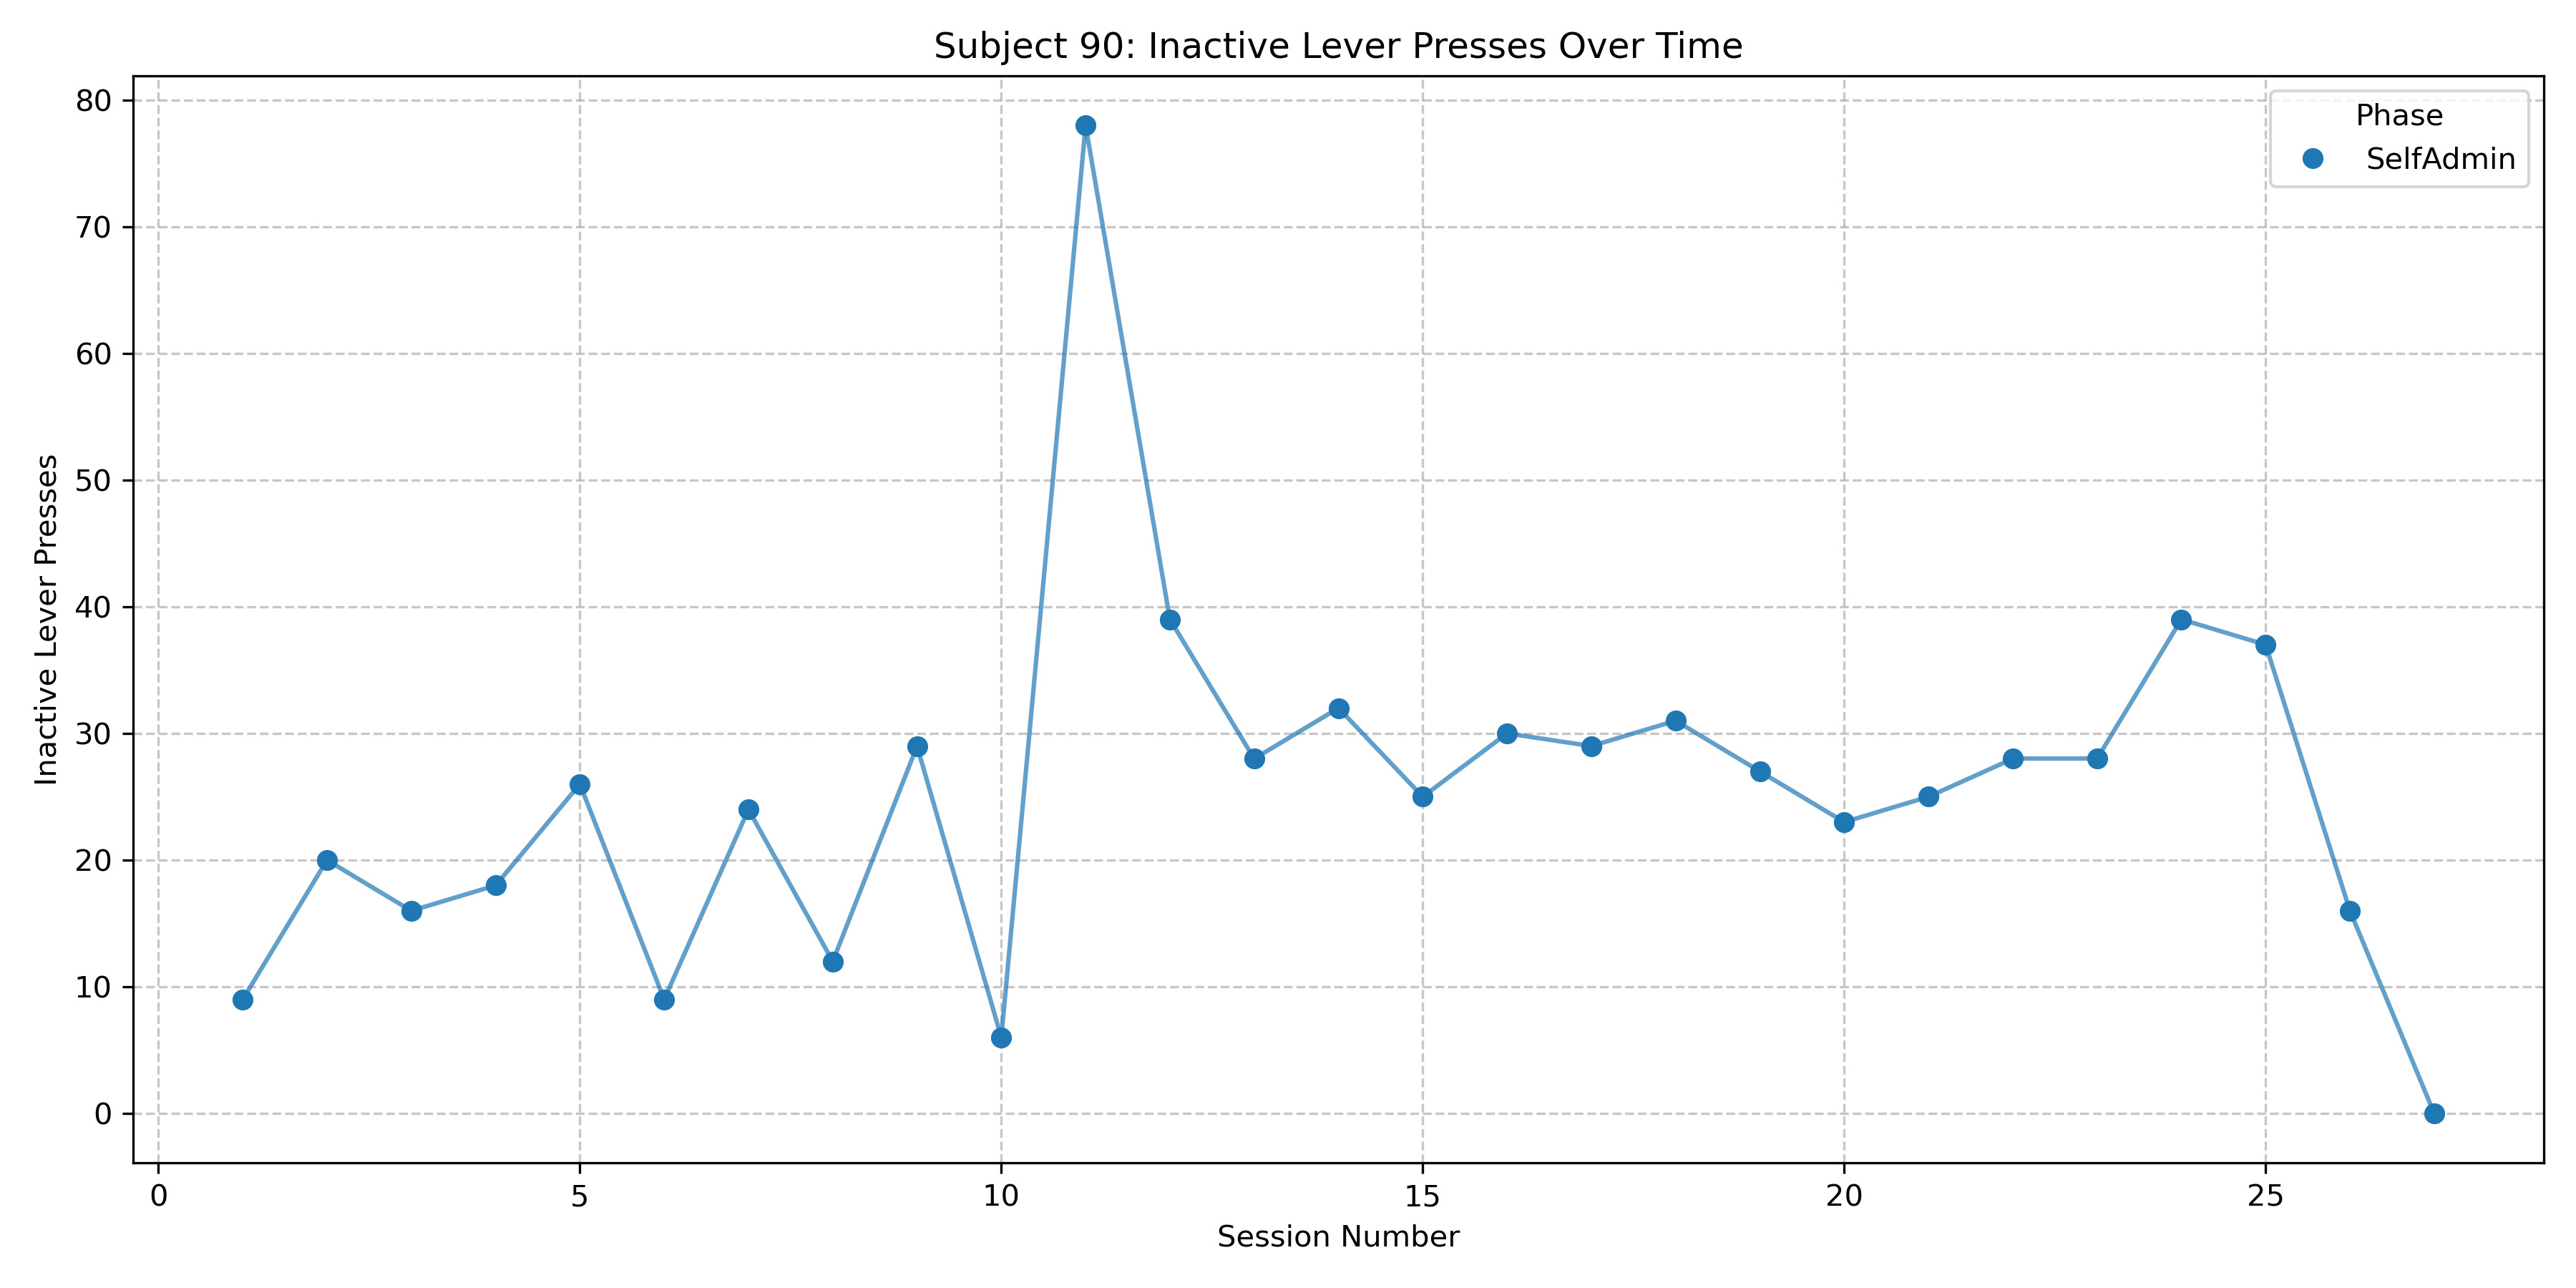 Subject 90: Inactive Lever Presses Over Time
Phase
SelfAdmin
Inactive Lever Presses
80
70
60
50
40
30
20
10
0
0 5 10 15 20 25
Session Number